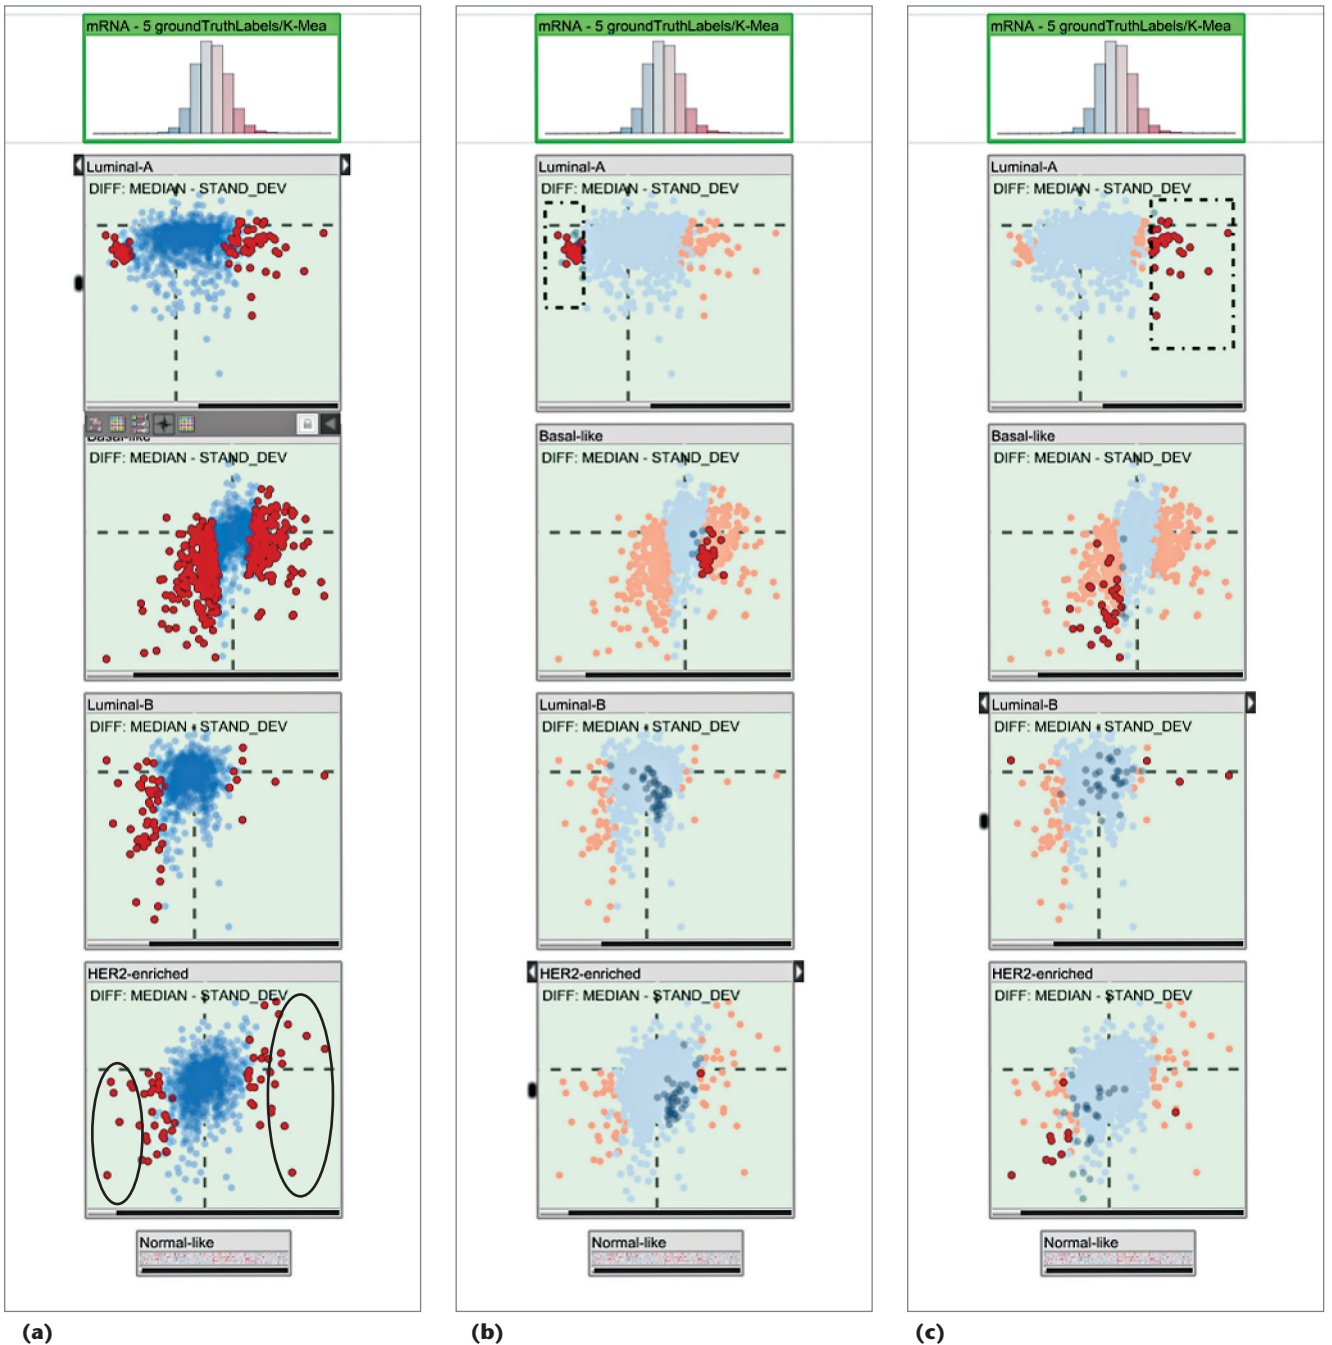 mRNA - 5 groundTruthLabels/K-Mea
Luminal-A
DIFF: MEDIAN - STAND_DEV
Basal-like
DIFF: MEDIAN - STAND_DEV
Luminal-B
DIFF: MEDIAN - STAND_DEV
HER2-enriched
DIFF: MEDIAN - STAND_DEV
Normal-like
(a)
mRNA - 5 groundTruthLabels/K-Mea
Luminal-A
DIFF: MEDIAN - STAND_DEV
Basal-like
DIFF: MEDIAN - STAND_DEV
Luminal-B
DIFF: MEDIAN - STAND_DEV
HER2-enriched
DIFF: MEDIAN - STAND_DEV
Normal-like
(b)
mRNA - 5 groundTruthLabels/K-Mea
Luminal-A
DIFF: MEDIAN - STAND_DEV
Basal-like
DIFF: MEDIAN - STAND_DEV
Luminal-B
DIFF: MEDIAN - STAND_DEV
HER2-enriched
DIFF: MEDIAN - STAND_DEV
Normal-like
(c)